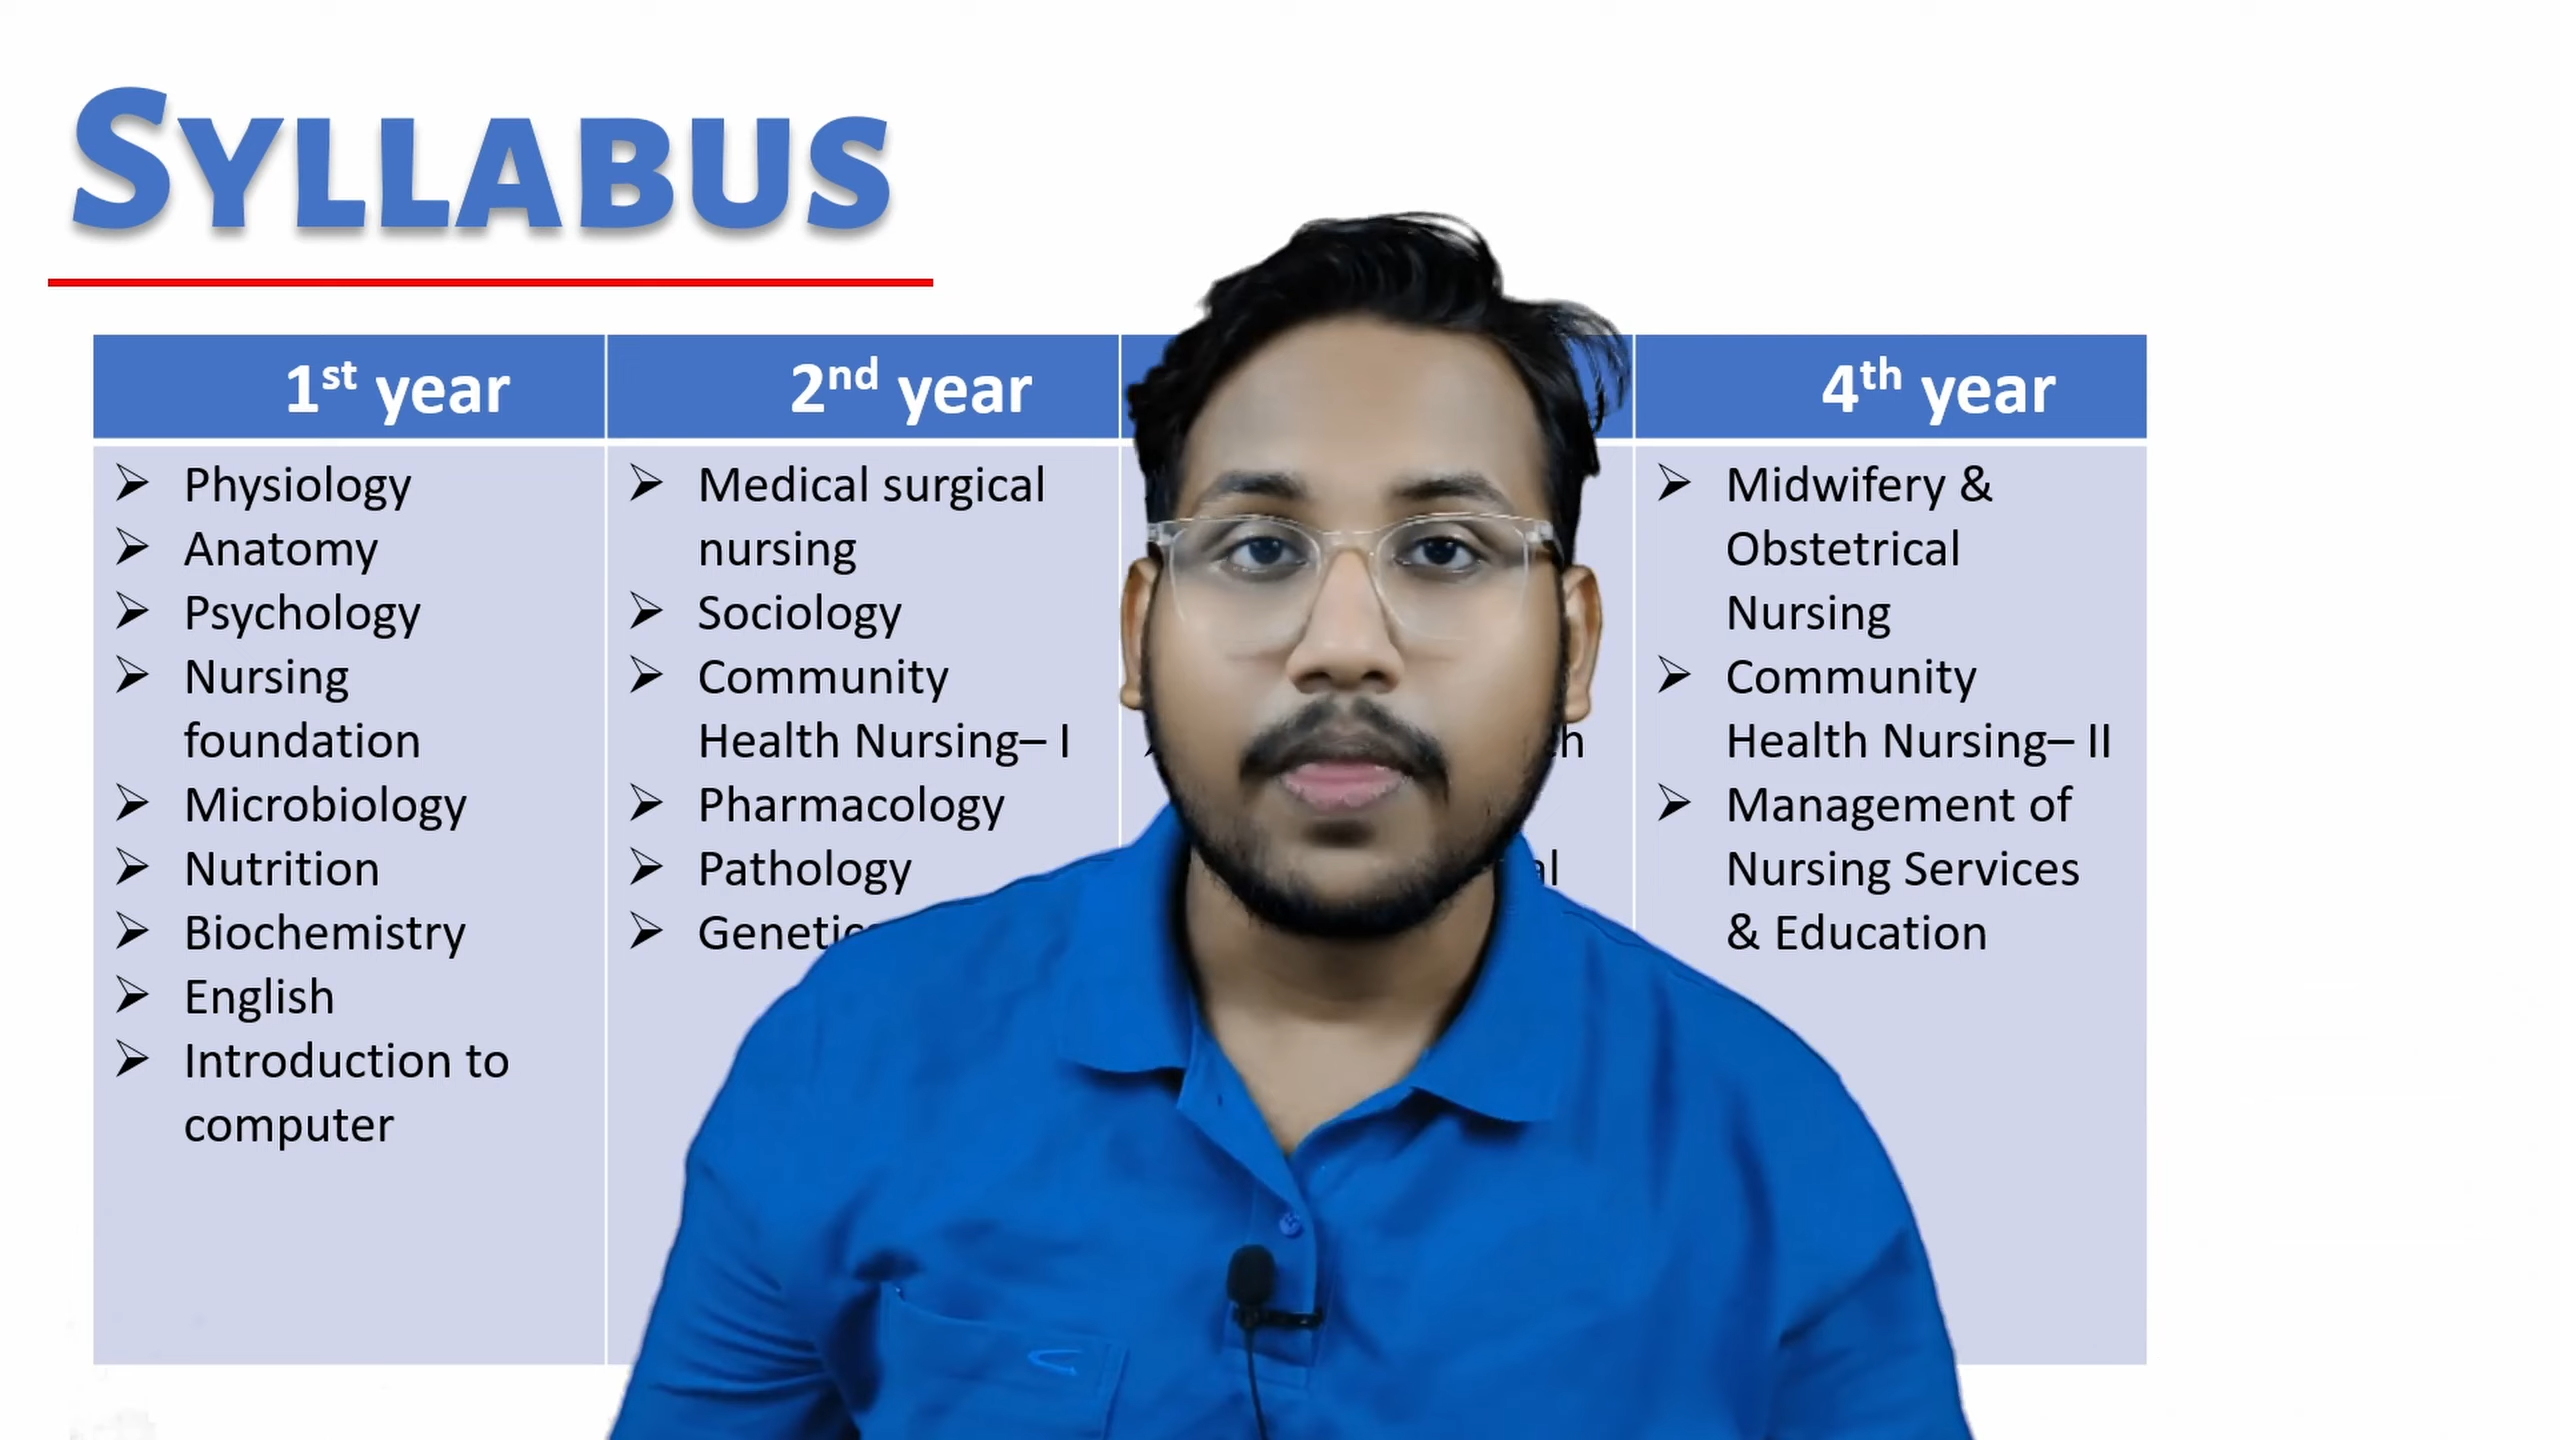 SYLLABUS
1st year
2nd year
4th year
➢ Physiology
➢ Anatomy
➢ Psychology
➢ Nursing
foundation
➢ Microbiology
➢ Nutrition
➢ Biochemistry
➢ English
➢ Introduction to
computer
➢ Medical surgical
nursing
➢ Sociology
➢ Community
Health Nursing– I
➢ Pharmacology
➢ Pathology
➢ Midwifery &
Obstetrical
Nursing
➢ Community
Health Nursing– II
➢ Management of
Nursing Services
& Education